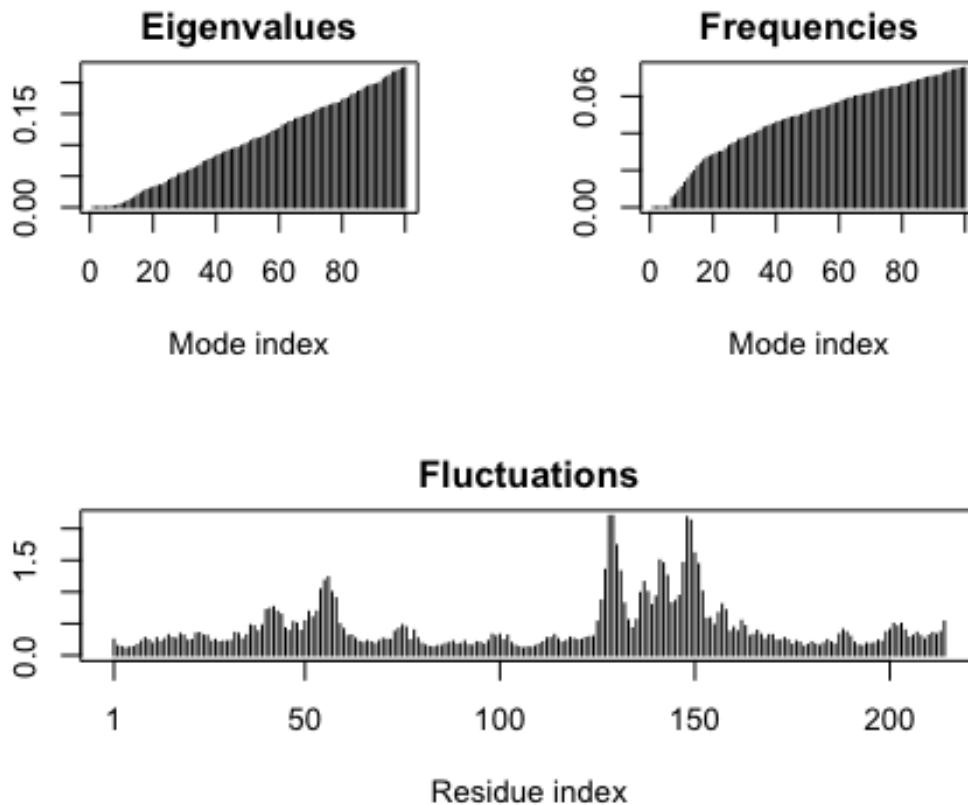 Eigenvalues
0.00 0.15
0 20 40 60 80
Mode index
Frequencies
0.00 0.06
0 20 40 60 80
Mode index
Fluctuations
0.0 1.5
1 50 100 150 200
Residue index